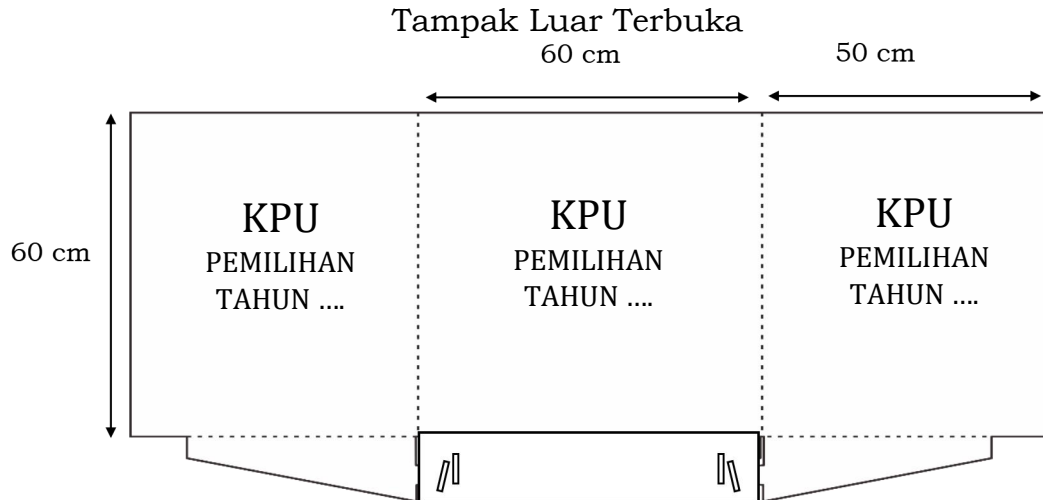 Tampak Luar Terbuka
60 cm
50 cm
KPU
PEMILIHAN
TAHUN ....
KPU
PEMILIHAN
TAHUN ....
KPU
PEMILIHAN
TAHUN ....
60 cm